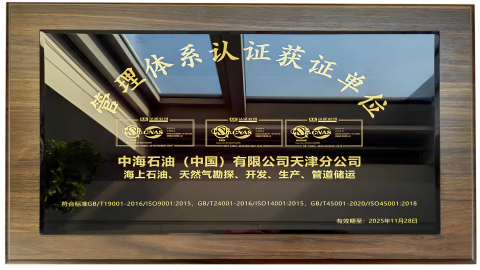 管理体系认证获证单位
CNAS CNAS CNAS
中海石油（中国）有限公司天津分公司
海上石油、天然气勘探、开发、生产、管道储运
符合标准GB/T19001-2016/ISO9001:2015、GB/T24001-2016/ISO14001:2015、GB/T45001-2020/ISO45001:2018
有效期至：2025年11月28日